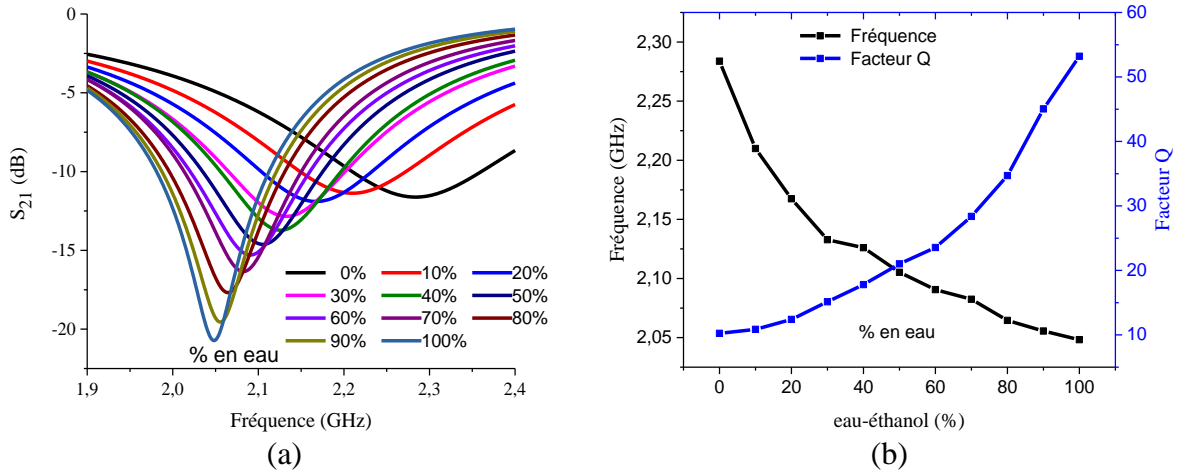 0
-5
-10
-15
-20
S21 (dB)
0% 10% 20%
30% 40% 50%
60% 70% 80%
90% 100%
% en eau
1,9 2,0 2,1 2,2 2,3 2,4
Fréquence (GHz)
(a)
2,30
2,25
2,20
2,15
2,10
2,05
Fréquence (GHz)
Fréquence
Facteur Q
% en eau
60
50
40
30
20
10
Facteur Q
0 20 40 60 80 100
eau-éthanol (%)
(b)